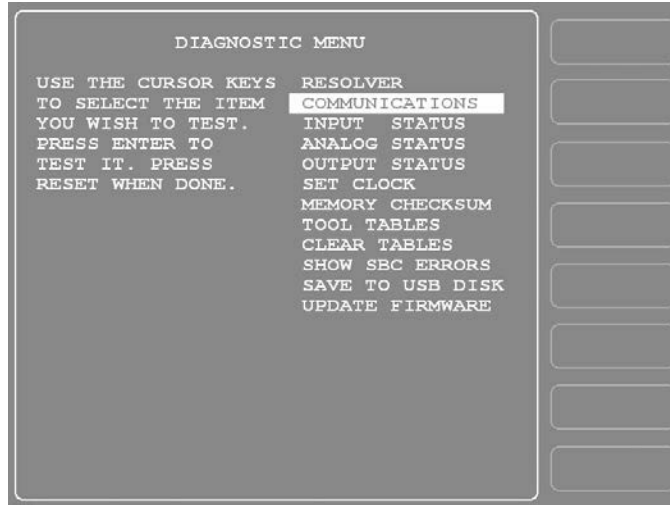 DIAGNOSTIC MENU
USE THE CURSOR KEYS
TO SELECT THE ITEM
YOU WISH TO TEST.
PRESS ENTER TO
TEST IT. PRESS
RESET WHEN DONE.
RESOLVER
COMMUNICATIONS
INPUT STATUS
ANALOG STATUS
OUTPUT STATUS
SET CLOCK
MEMORY CHECKSUM
TOOL TABLES
CLEAR TABLES
SHOW SBC ERRORS
SAVE TO USB DISK
UPDATE FIRMWARE